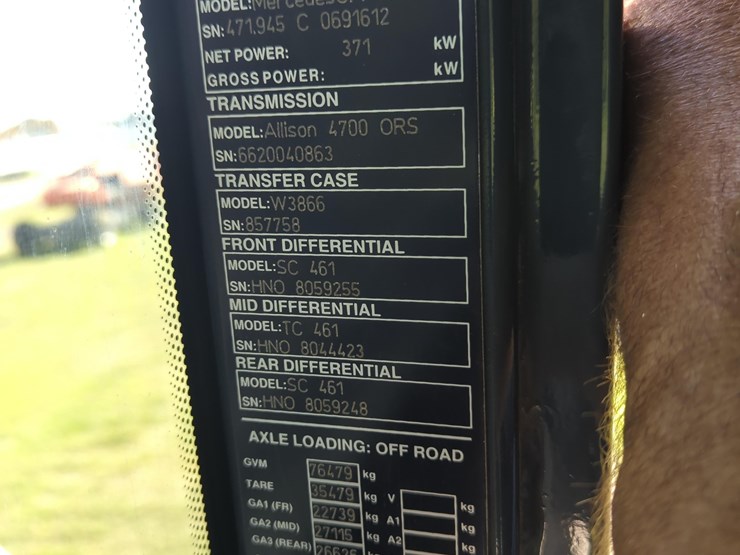 MODEL:Mercedes
SN:471.945 C 0691612
NET POWER: 371 kW
GROSS POWER: kW
TRANSMISSION
MODEL:Allison 4700 ORS
SN:6620040863
TRANSFER CASE
MODEL:W3866
SN:857758
FRONT DIFFERENTIAL
MODEL:SC 461
SN:HNO 8059255
MID DIFFERENTIAL
MODEL:TC 461
SN:HNO 8044423
REAR DIFFERENTIAL
MODEL:SC 461
SN:HNO 8059248
AXLE LOADING: OFF ROAD
GVM 76479 kg
TARE 35479 kg V kg
GA1 (FR) 22739 kg A1 kg
GA2 (MID) 27115 kg A2 kg
GA3 (REAR) kg